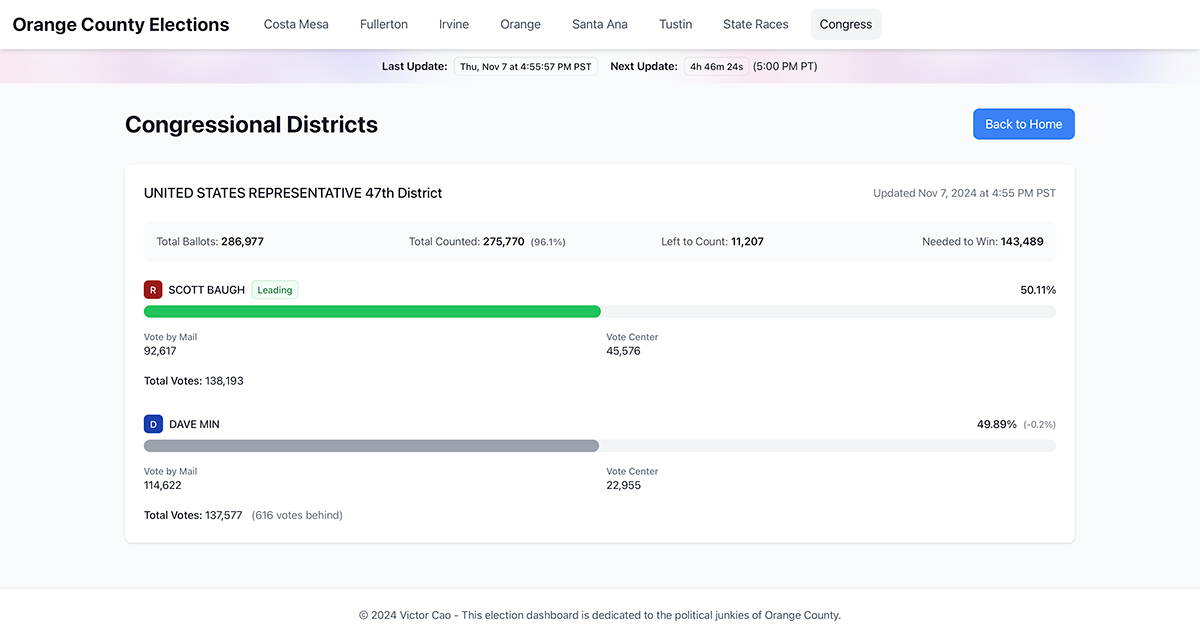 Orange County Elections Costa Mesa Fullerton Irvine Orange Santa Ana Tustin State Races Congress
Last Update: Thu, Nov 7 at 4:55:57 PM PST Next Update: 4h 46m 24s (5:00 PM PT)
Congressional Districts Back to Home
UNITED STATES REPRESENTATIVE 47th District Updated Nov 7, 2024 at 4:55 PM PST
Total Ballots: 286,977 Total Counted: 275,770 (96.1%) Left to Count: 11,207 Needed to Win: 143,489
R SCOTT BAUGH Leading 50.11%
Vote by Mail Vote Center
92,617 45,576
Total Votes: 138,193
D DAVE MIN 49.89% (-0.2%)
Vote by Mail Vote Center
114,622 22,955
Total Votes: 137,577 (616 votes behind)
© 2024 Victor Cao - This election dashboard is dedicated to the political junkies of Orange County.